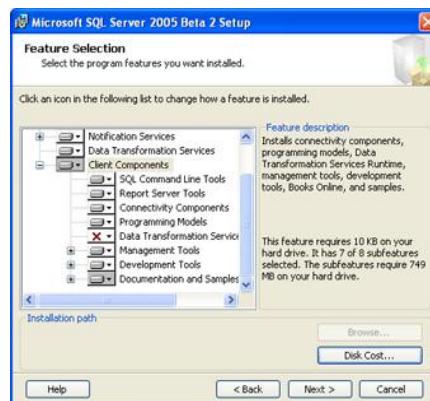 Microsoft SQL Server 2005 Beta 2 Setup
Feature Selection
Select the program features you want installed.
Click an icon in the following list to change how a feature is installed.
Notification Services
Data Transformation Services
Client Components
SQL Command Line Tools
Report Server Tools
Connectivity Components
Programming Models
Data Transformation Service
Management Tools
Development Tools
Documentation and Samples
Feature description
Installs connectivity components,
programming models, Data
Transformation Services Runtime,
management tools, development
tools, Books Online, and samples.
This feature requires 10 KB on your
hard drive. It has 7 of 8 subfeatures
selected. The subfeatures require 749
MB on your hard drive.
Installation path
Browse...
Disk Cost...
Help
< Back
Next >
Cancel